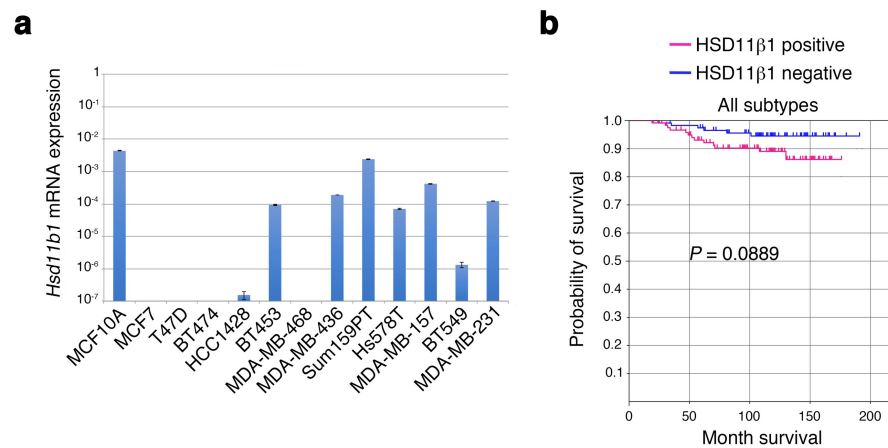 a
Hsd11b1 mRNA expression
1
10⁻¹
10⁻²
10⁻³
10⁻⁴
10⁻⁵
10⁻⁶
10⁻⁷
MCF10A
MCF7
T47D
BT474
HCC1428
BT453
MDA-MB-468
MDA-MB-436
Sum159PT
Hs578T
MDA-MB-157
BT549
MDA-MB-231
b
HSD11β1 positive
HSD11β1 negative
All subtypes
Probability of survival
1.0
0.9
0.8
0.7
0.6
0.5
0.4
0.3
0.2
0.1
P = 0.0889
0 50 100 150 200
Month survival